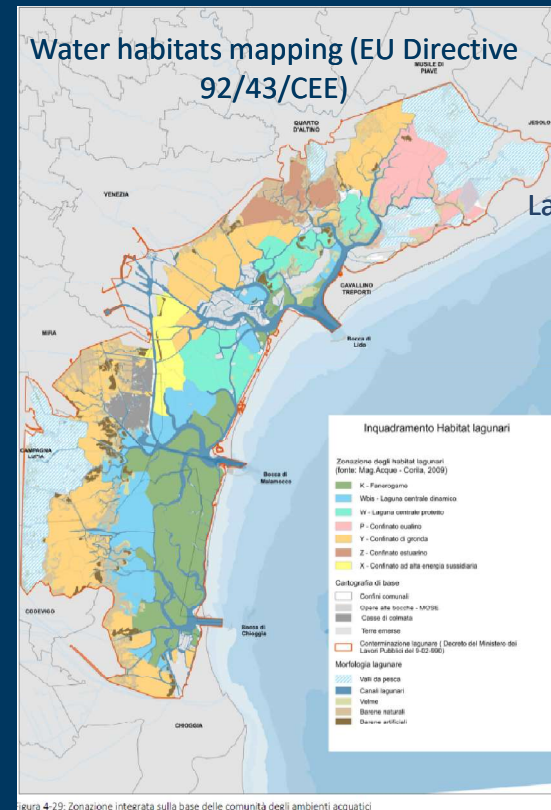 Water habitats mapping (EU Directive
92/43/CEE)
MUSILE DI
PIAVE
JESOLO
QUARTO
D'ALTINO
VENEZIA
La
CAVALLINO
TREPORTI
Bocca di
Lido
MIRA
CAMPAGNA
LUPIA
Bocca di
Malamocco
CODEVIGO
Bocca di
Chioggia
CHIOGGIA
Inquadramento Habitat lagunari
Zonazione degli habitat lagunari
(fonte: Mag.Acque - Corila, 2009)
K - Fanerogame
Wbis - Laguna centrale dinamico
W - Laguna centrale protetto
P - Confinato eualino
Y - Confinato di gronda
Z - Confinato estuarino
X - Confinato ad alta energia sussidiaria
Cartografia di base
Confini comunali
Opere alle bocche - MOSE
Casse di colmata
Terre emerse
Conterminazione lagunare ( Decreto del Ministero dei
Lavori Pubblici del 9-02-990)
Morfologia lagunare
Valli da pesca
Canali lagunari
Velme
Barene naturali
Barene artificiali
Figura 4-29: Zonazione integrata sulla base delle comunità degli ambienti acquatici